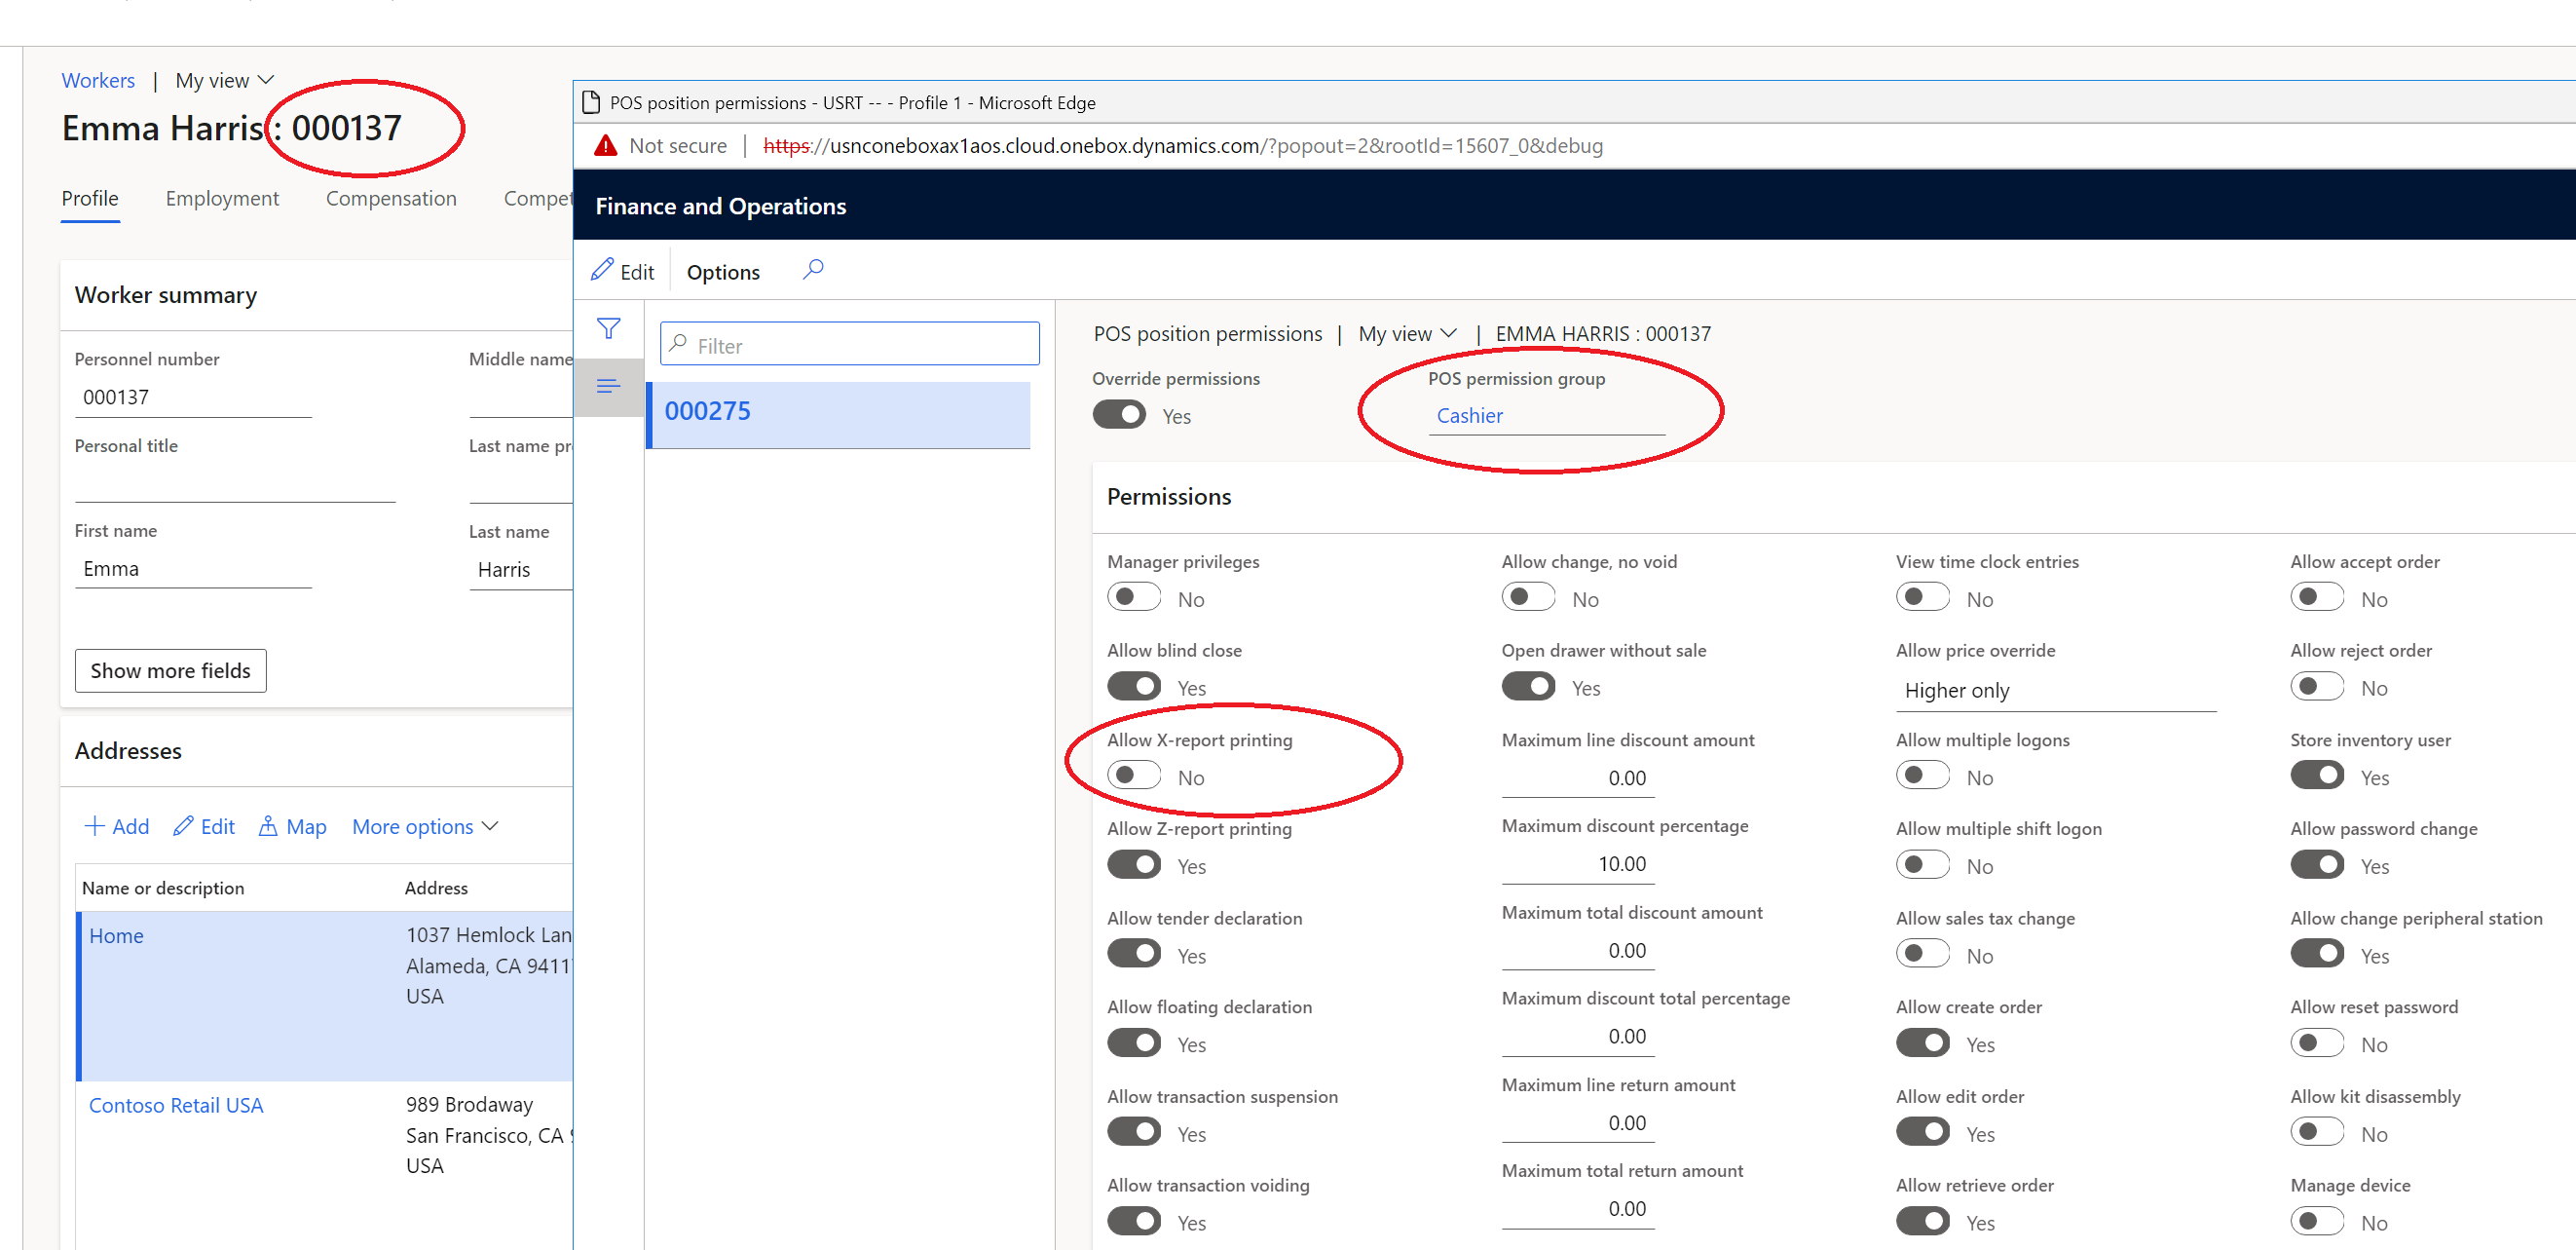 Workers | My view
Emma Harris : 000137
Profile Employment Compensation
Worker summary
Personnel number Middle name
000137
Personal title Last name
First name Last name
Emma Harris
Show more fields
Addresses
Add Edit Map More options
Name or description Address
Home 1037 Hemlock Lan
Alameda, CA 9411
USA
Contoso Retail USA 989 Brodaway
San Francisco, CA
USA
POS position permissions - USRT -- - Profile 1 - Microsoft Edge
Not secure | https://usnconeboxax1aos.cloud.onebox.dynamics.com/?popout=2&rootId=15607_0&debug
Finance and Operations
Edit Options
Filter
000275
POS position permissions | My view | EMMA HARRIS : 000137
Override permissions POS permission group
Yes Cashier
Permissions
Manager privileges Allow change, no void View time clock entries Allow accept order
No No No No
Allow blind close Open drawer without sale Allow price override Allow reject order
Yes Yes Higher only No
Allow X-report printing Maximum line discount amount Allow multiple logons Store inventory user
No 0.00 No Yes
Allow Z-report printing Maximum discount percentage Allow multiple shift logon Allow password change
Yes 10.00 No Yes
Allow tender declaration Maximum total discount amount Allow sales tax change Allow change peripheral station
Yes 0.00 No Yes
Allow floating declaration Maximum discount total percentage Allow create order Allow reset password
Yes 0.00 Yes No
Allow transaction suspension Maximum line return amount Allow edit order Allow kit disassembly
Yes 0.00 Yes No
Allow transaction voiding Maximum total return amount Allow retrieve order Manage device
Yes 0.00 Yes No